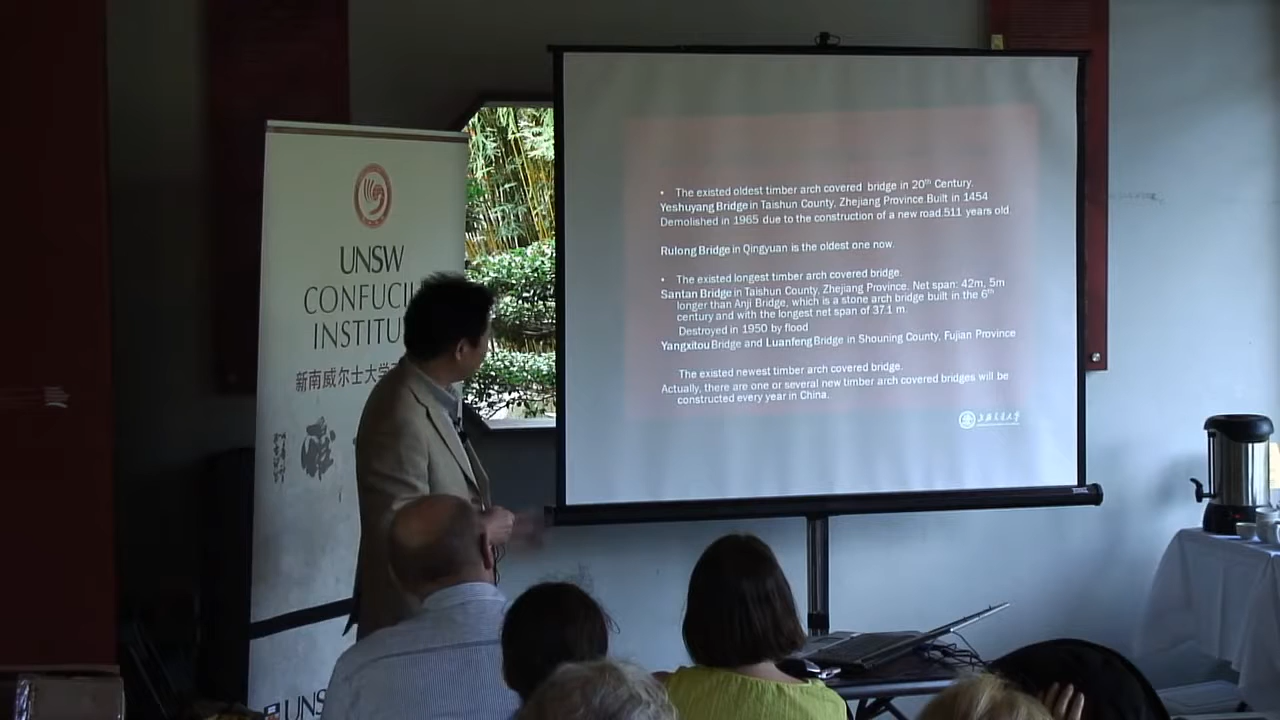 UNSW
CONFUCI
INSTITU
新南威尔士大学
UNS
• The existed oldest timber arch covered bridge in 20th Century.
Yeshuyang Bridge in Taishun County, Zhejiang Province.Built in 1454
Demolished in 1965 due to the construction of a new road.511 years old.
Rulong Bridge in Qingyuan is the oldest one now.
• The existed longest timber arch covered bridge.
Santan Bridge in Taishun County, Zhejiang Province. Net span: 42m, 5m
longer than Anji Bridge, which is a stone arch bridge built in the 6th
century and with the longest net span of 37.1 m.
Destroyed in 1950 by flood
Yangxitou Bridge and Luanfeng Bridge in Shouning County, Fujian Province
The existed newest timber arch covered bridge.
Actually, there are one or several new timber arch covered bridges will be
constructed every year in China.
上海交通大学